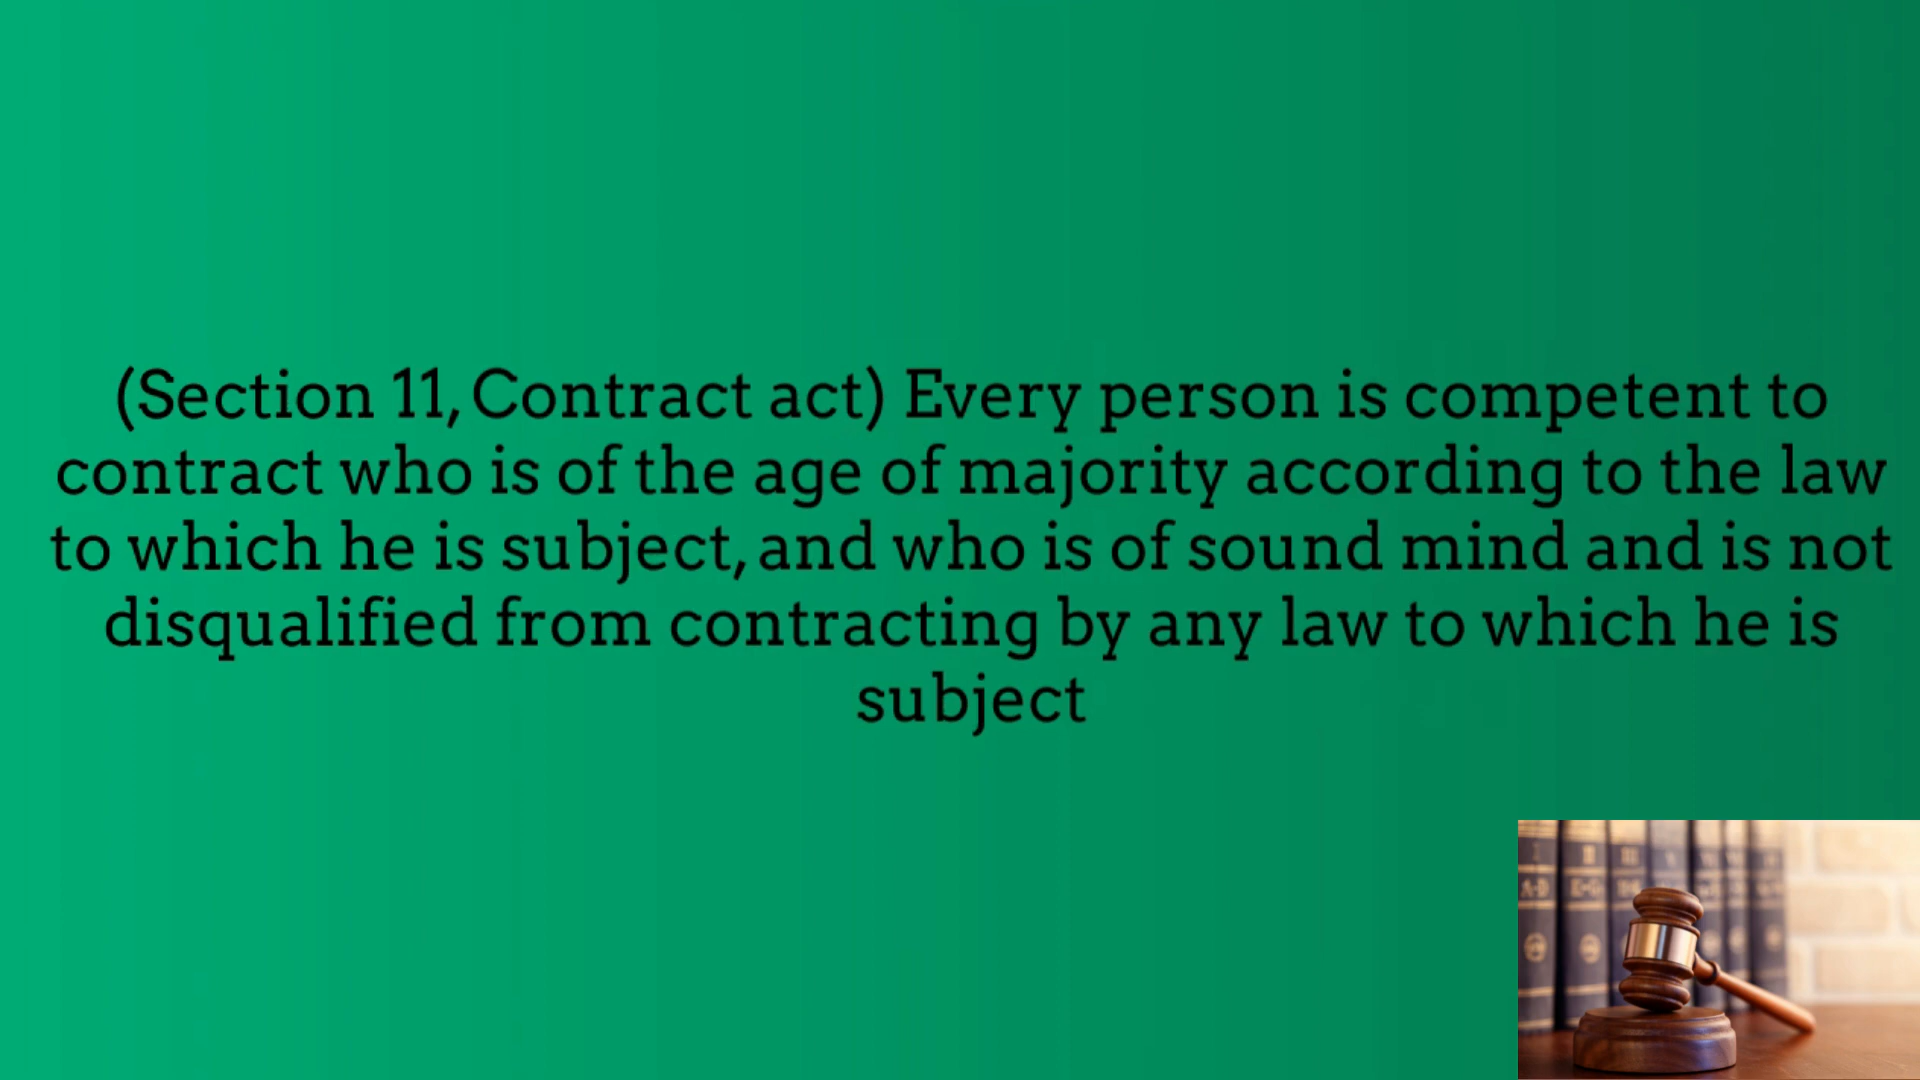 (Section 11, Contract act) Every person is competent to
contract who is of the age of majority according to the law
to which he is subject, and who is of sound mind and is not
disqualified from contracting by any law to which he is
subject